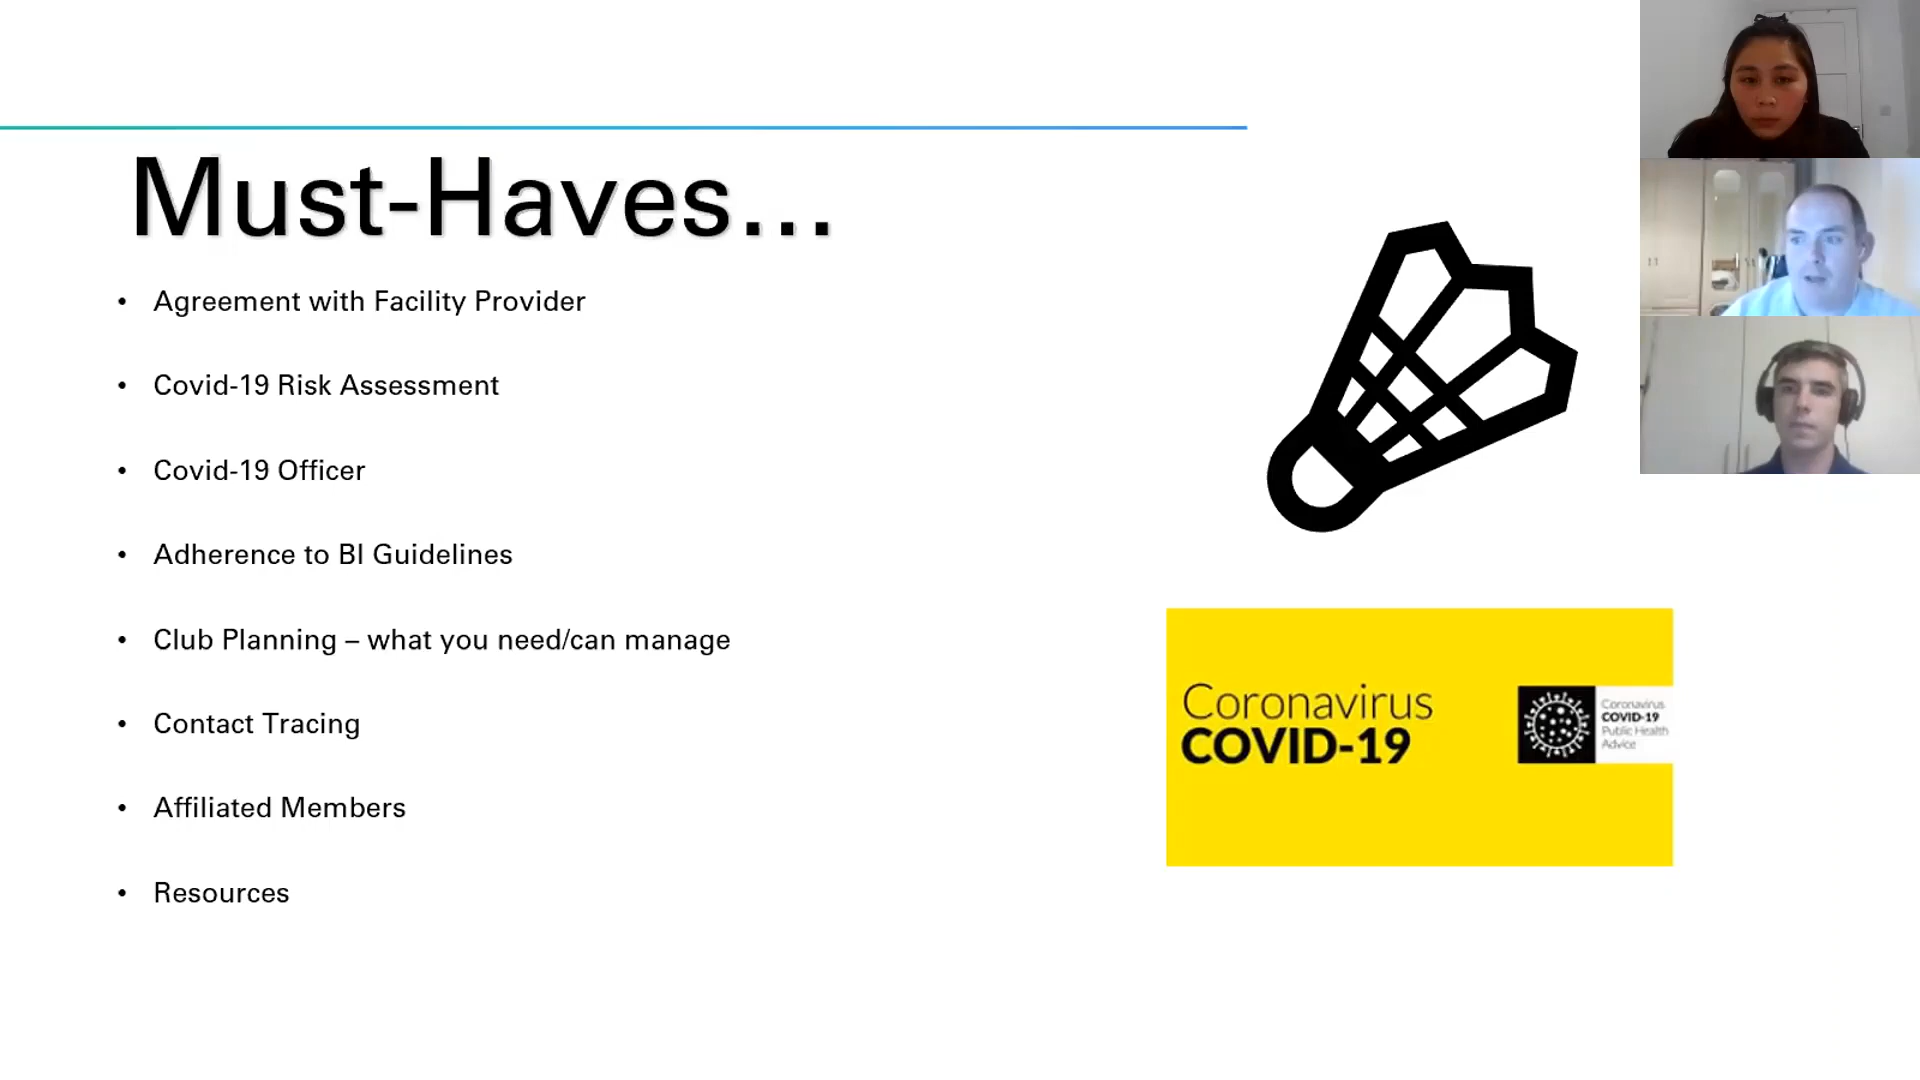 Must-Haves...
• Agreement with Facility Provider
• Covid-19 Risk Assessment
• Covid-19 Officer
• Adherence to BI Guidelines
• Club Planning – what you need/can manage
• Contact Tracing
• Affiliated Members
• Resources
Coronavirus
COVID-19
Coronavirus
COVID-19
Public Health
Advice